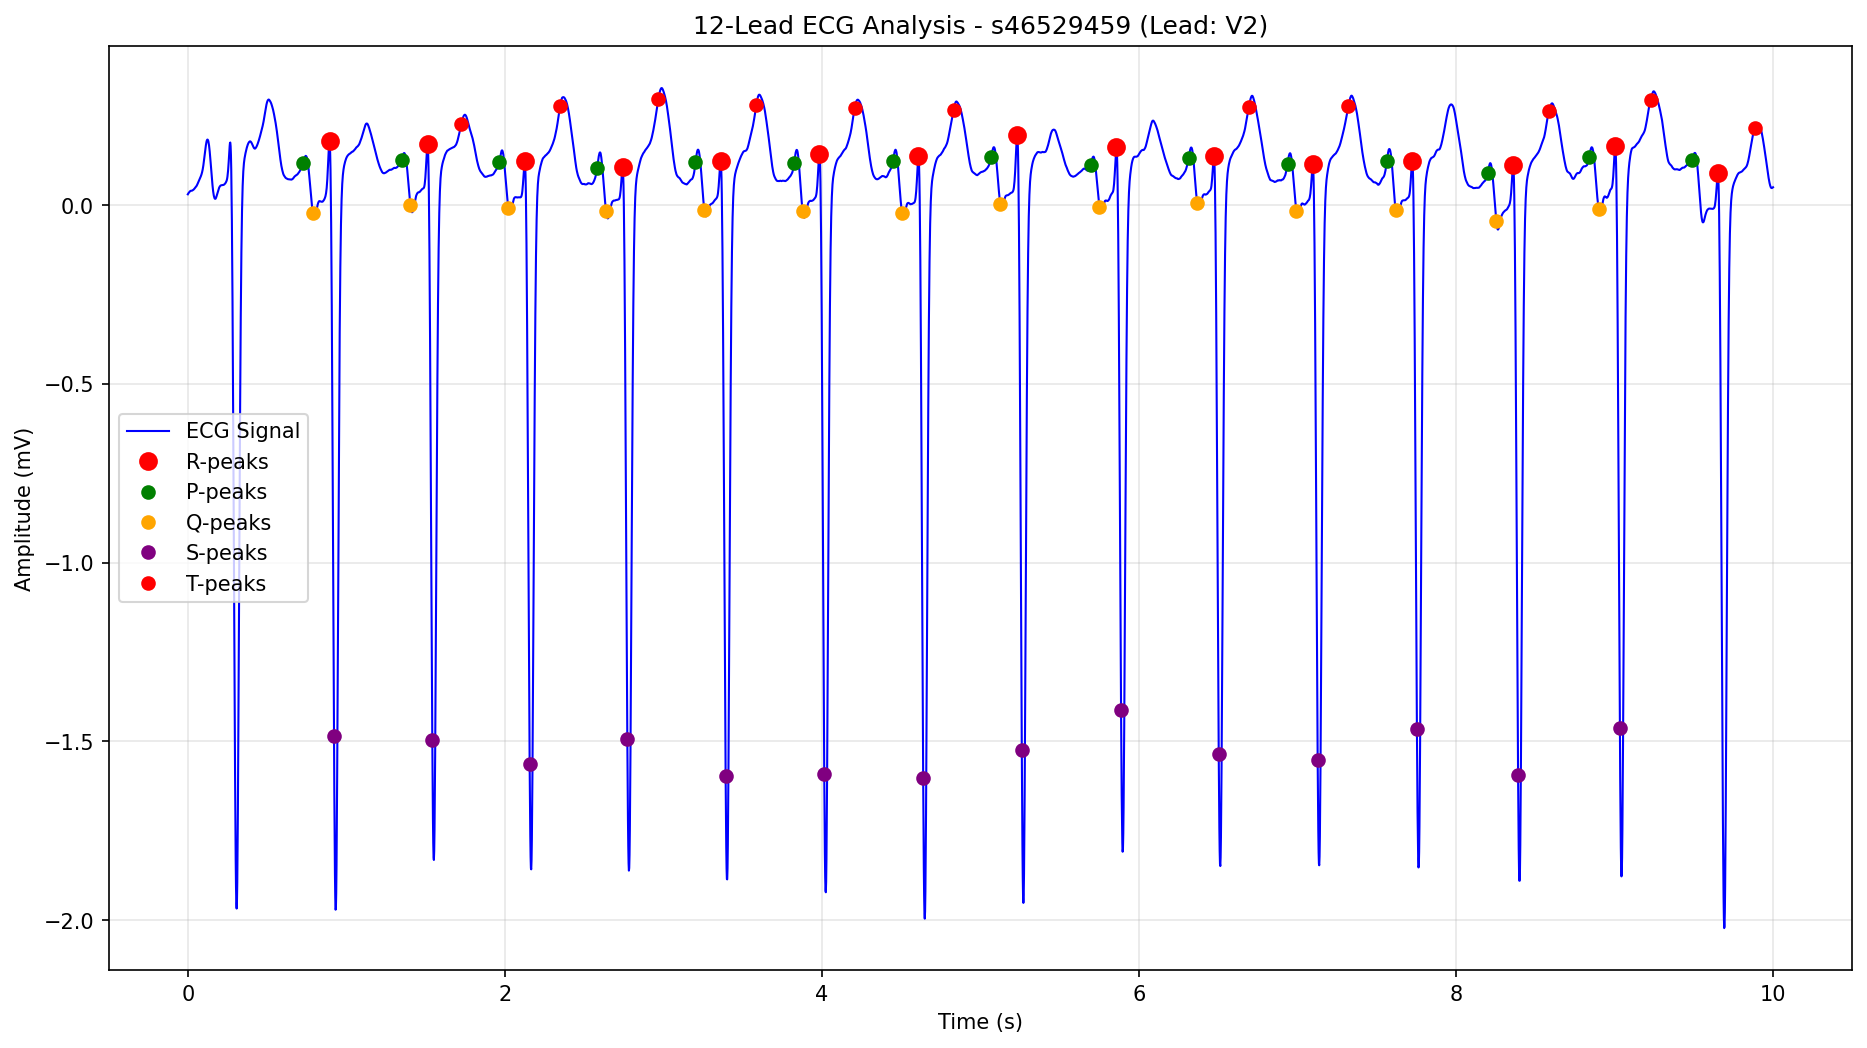 12-Lead ECG Analysis - s46529459 (Lead: V2)
Amplitude (mV)
0.0
−0.5
−1.0
−1.5
−2.0
ECG Signal
R-peaks
P-peaks
Q-peaks
S-peaks
T-peaks
0 2 4 6 8 10
Time (s)